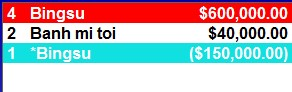 4 Bingsu $600,000.00
2 Banh mi toi $40,000.00
1 *Bingsu ($150,000.00)